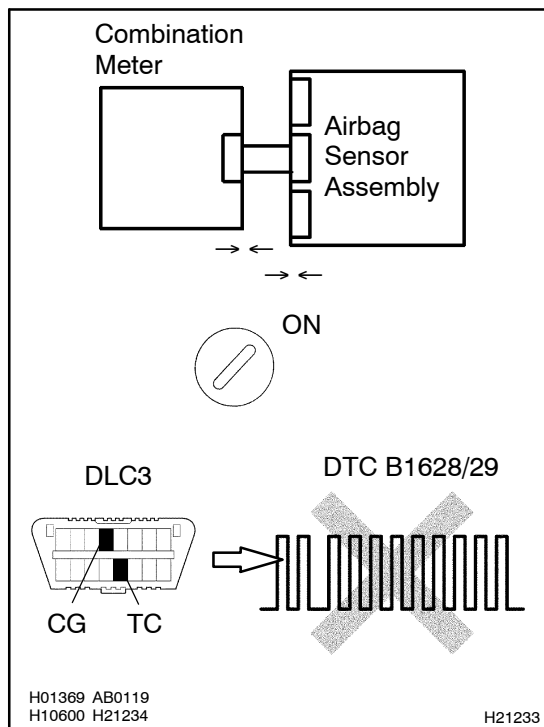 Combination
Meter
Airbag
Sensor
Assembly
ON
DLC3
DTC B1628/29
CG TC
H01369 AB0119
H10600 H21234
H21233